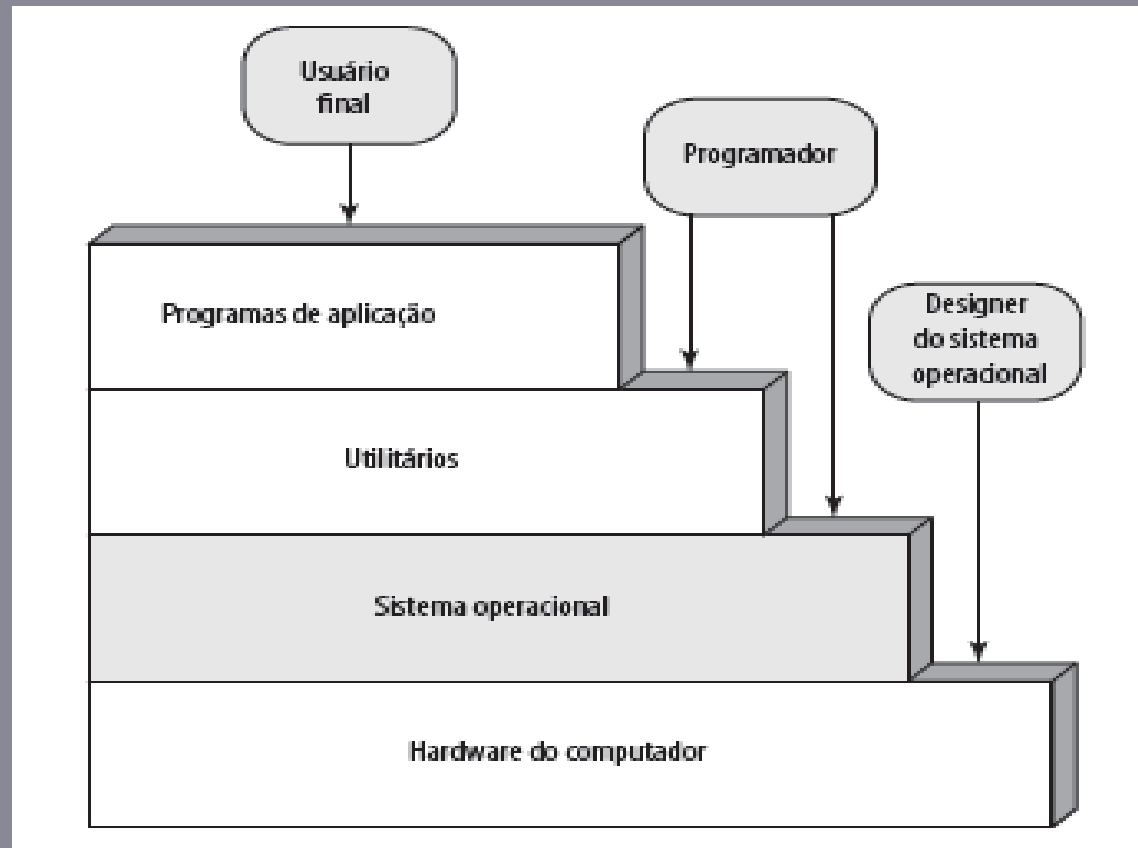 Usuário
final
Programador
Designer
do sistema
operacional
Programas de aplicação
Utilitários
Sistema operacional
Hardware do computador